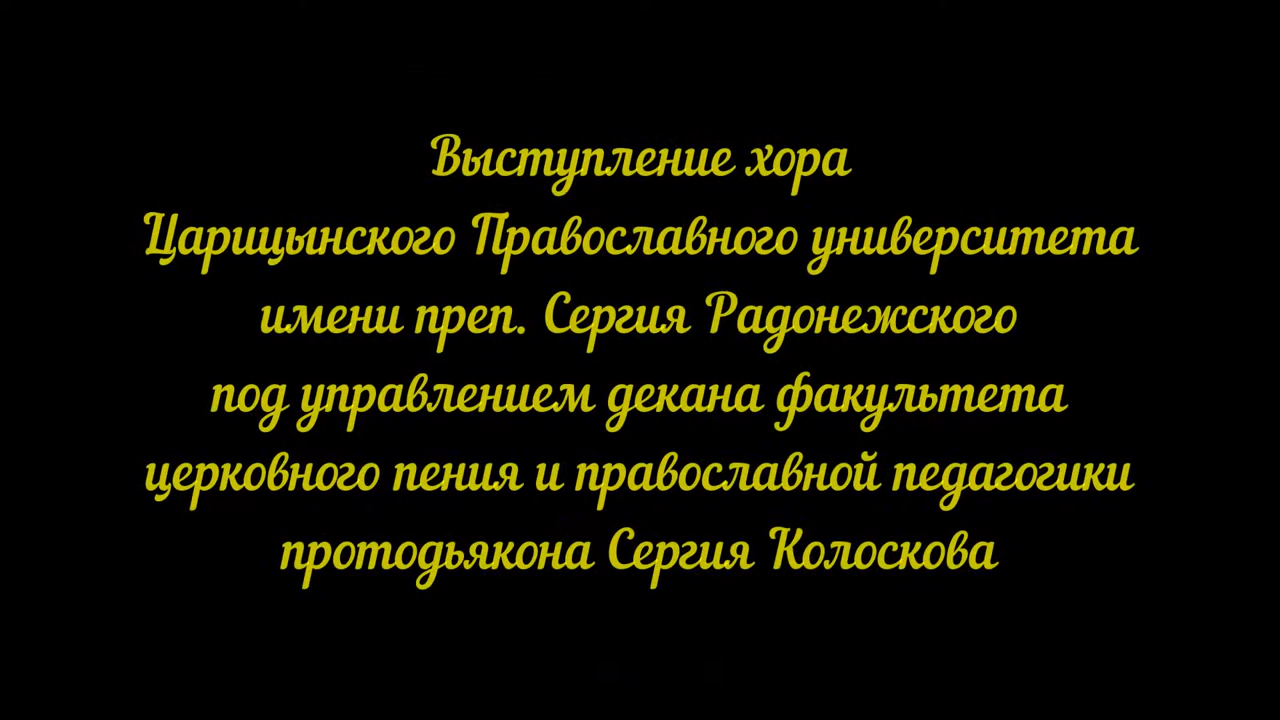 Выступление хора
Царицынского Православного университета
имени преп. Сергия Радонежского
под управлением декана факультета
церковного пения и православной педагогики
протодьякона Сергия Колоскова